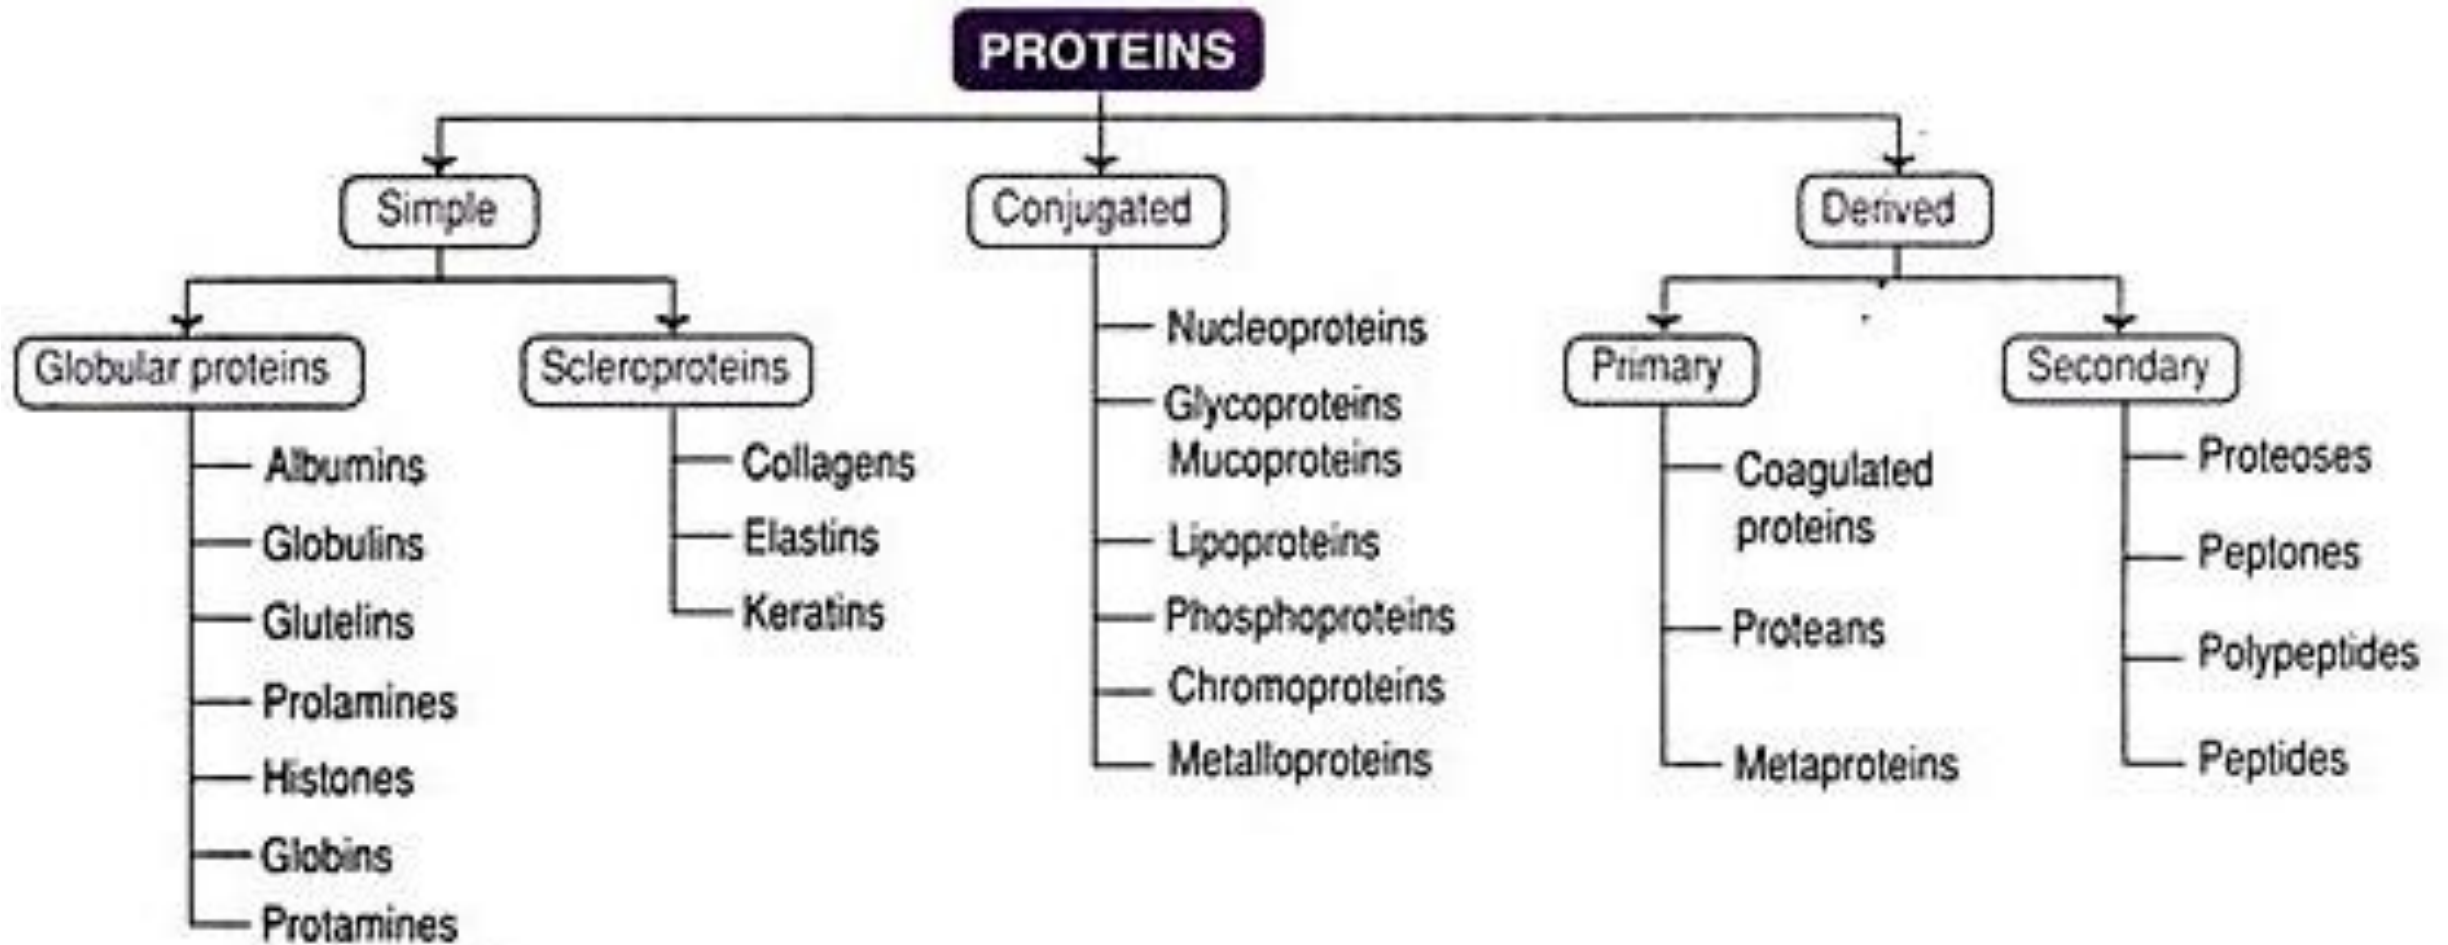 PROTEINS
Simple
Conjugated
Derived
Globular proteins
Scleroproteins
Primary
Secondary
Albumins
Globulins
Glutelins
Prolamines
Histones
Globins
Protamines
Collagens
Elastins
Keratins
Nucleoproteins
Glycoproteins
Mucoproteins
Lipoproteins
Phosphoproteins
Chromoproteins
Metalloproteins
Coagulated
proteins
Proteans
Metaproteins
Proteoses
Peptones
Polypeptides
Peptides